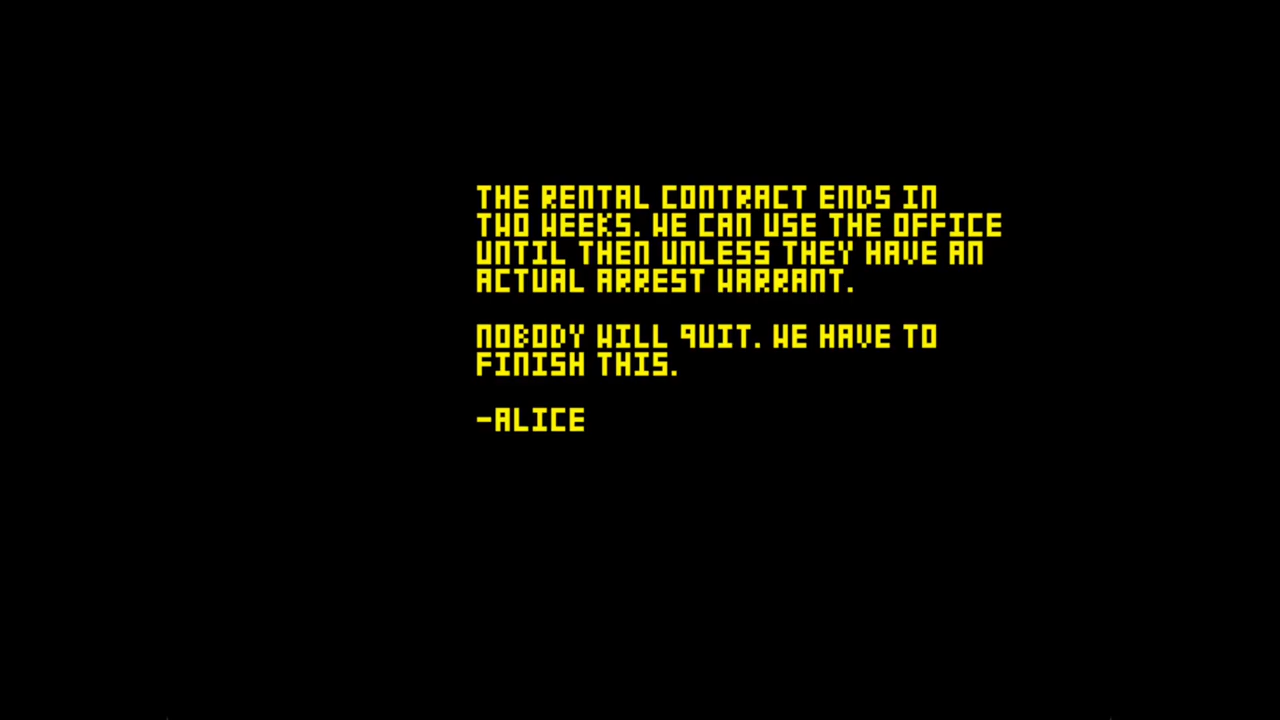 THE RENTAL CONTRACT ENDS IN
TWO WEEKS. WE CAN USE THE OFFICE
UNTIL THEN UNLESS THEY HAVE AN
ACTUAL ARREST WARRANT.
NOBODY WILL QUIT. WE HAVE TO
FINISH THIS.
-ALICE